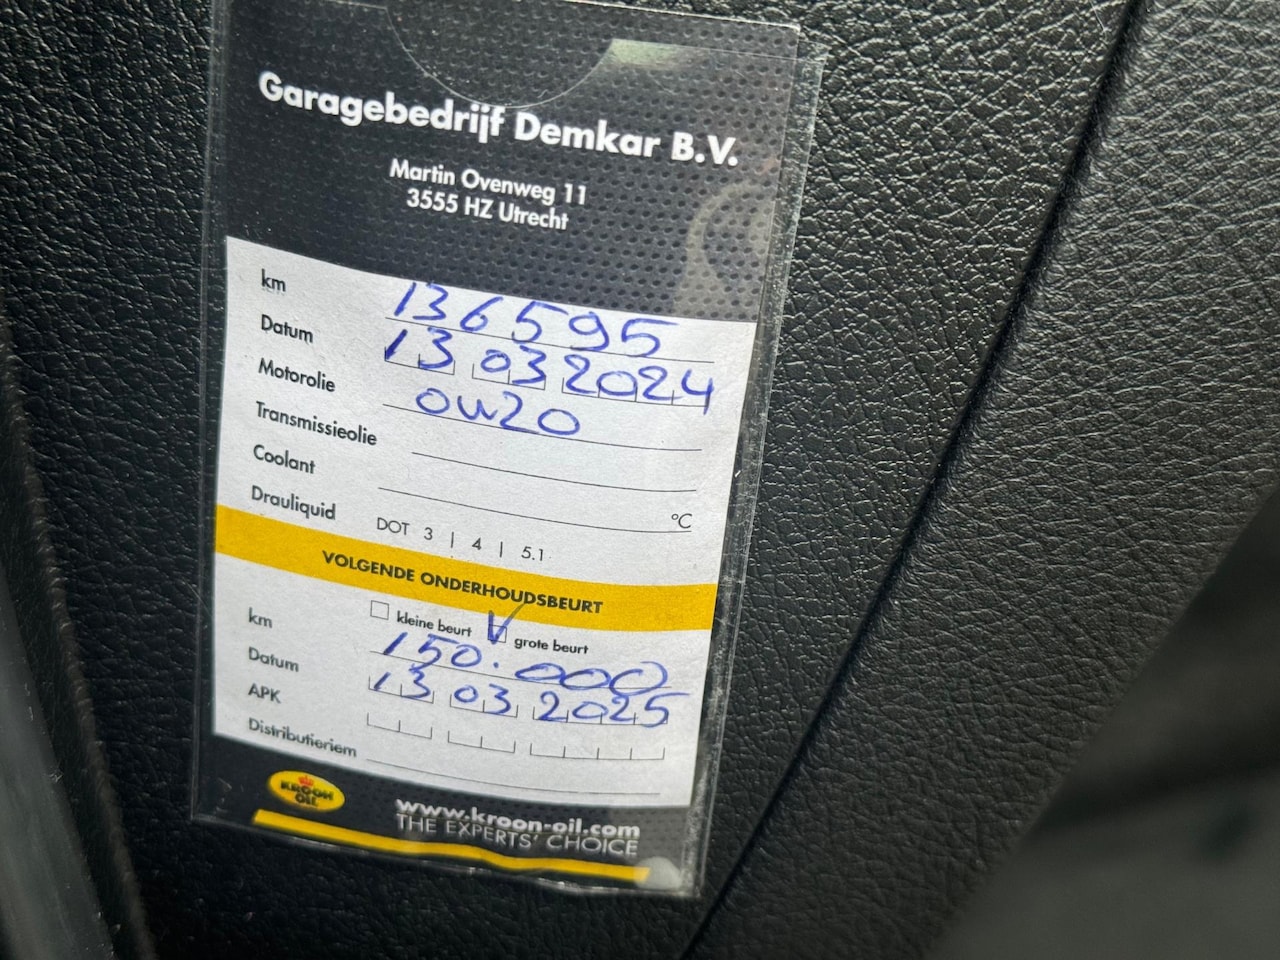 Garagebedrijf Demkar B.V.
Martin Ovenweg 11
3555 HZ Utrecht
km 136595
Datum 13 03 2024
Motorolie 0W20
Transmissieolie
Coolant °C
Drauliquid DOT 3 | 4 | 5.1
VOLGENDE ONDERHOUDSBEURT
kleine beurt grote beurt
km 150.000
Datum 13 03 2025
APK
Distributieriem
KROON OIL
www.kroon-oil.com
THE EXPERTS' CHOICE